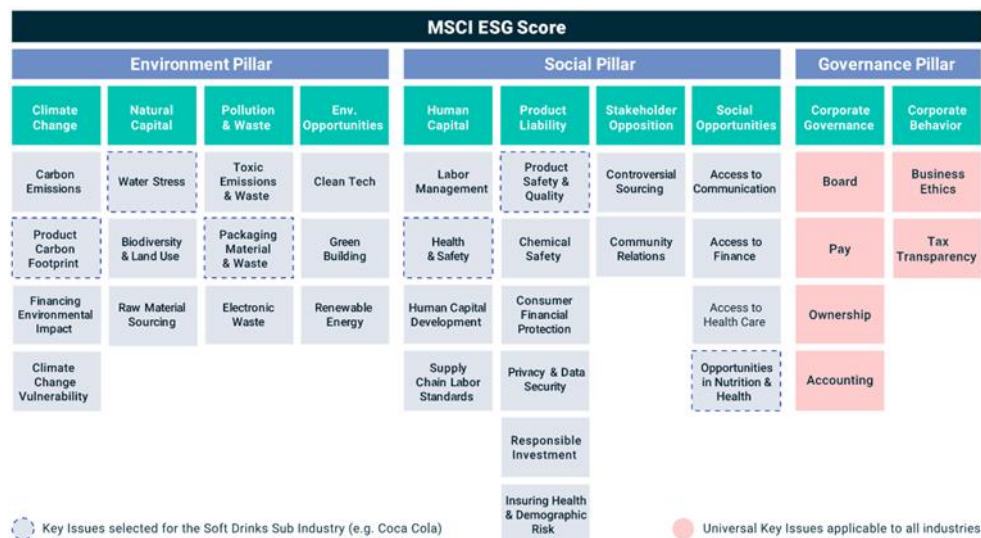 MSCI ESG Score
Environment Pillar
Social Pillar
Governance Pillar
Climate
Change
Natural
Capital
Pollution
& Waste
Env.
Opportunities
Human
Capital
Product
Liability
Stakeholder
Opposition
Social
Opportunities
Corporate
Governance
Corporate
Behavior
Carbon
Emissions
Water Stress
Toxic
Emissions
& Waste
Clean Tech
Labor
Management
Product
Safety &
Quality
Controversial
Sourcing
Access to
Communication
Board
Business
Ethics
Product
Carbon
Footprint
Biodiversity
& Land Use
Packaging
Material
& Waste
Green
Building
Health
& Safety
Chemical
Safety
Community
Relations
Access to
Finance
Pay
Tax
Transparency
Financing
Environmental
Impact
Raw Material
Sourcing
Electronic
Waste
Renewable
Energy
Human Capital
Development
Consumer
Financial
Protection
Access to
Health Care
Ownership
Climate
Change
Vulnerability
Supply
Chain Labor
Standards
Privacy & Data
Security
Opportunities
in Nutrition &
Health
Accounting
Responsible
Investment
Insuring Health
& Demographic
Risk
Key Issues selected for the Soft Drinks Sub Industry (e.g. Coca Cola)
Universal Key Issues applicable to all industries